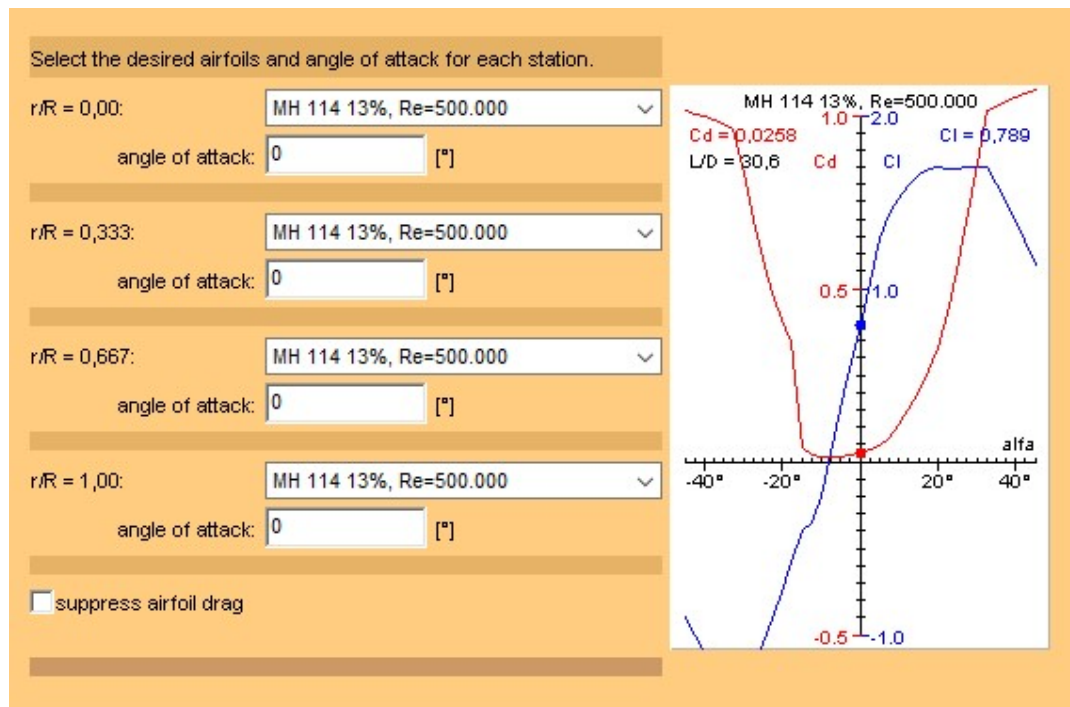 Select the desired airfoils and angle of attack for each station.
r/R = 0,00:
MH 114 13%, Re=500.000
angle of attack:
0
[°]
r/R = 0,333:
MH 114 13%, Re=500.000
angle of attack:
0
[°]
r/R = 0,667:
MH 114 13%, Re=500.000
angle of attack:
0
[°]
r/R = 1,00:
MH 114 13%, Re=500.000
angle of attack:
0
[°]
suppress airfoil drag
MH 114 13%, Re=500.000
1.0
2.0
Cd = 0,0258
Cl = 0,789
L/D = 30,6
Cd
Cl
0.5
1.0
alfa
-40°
-20°
20°
40°
-0.5
-1.0